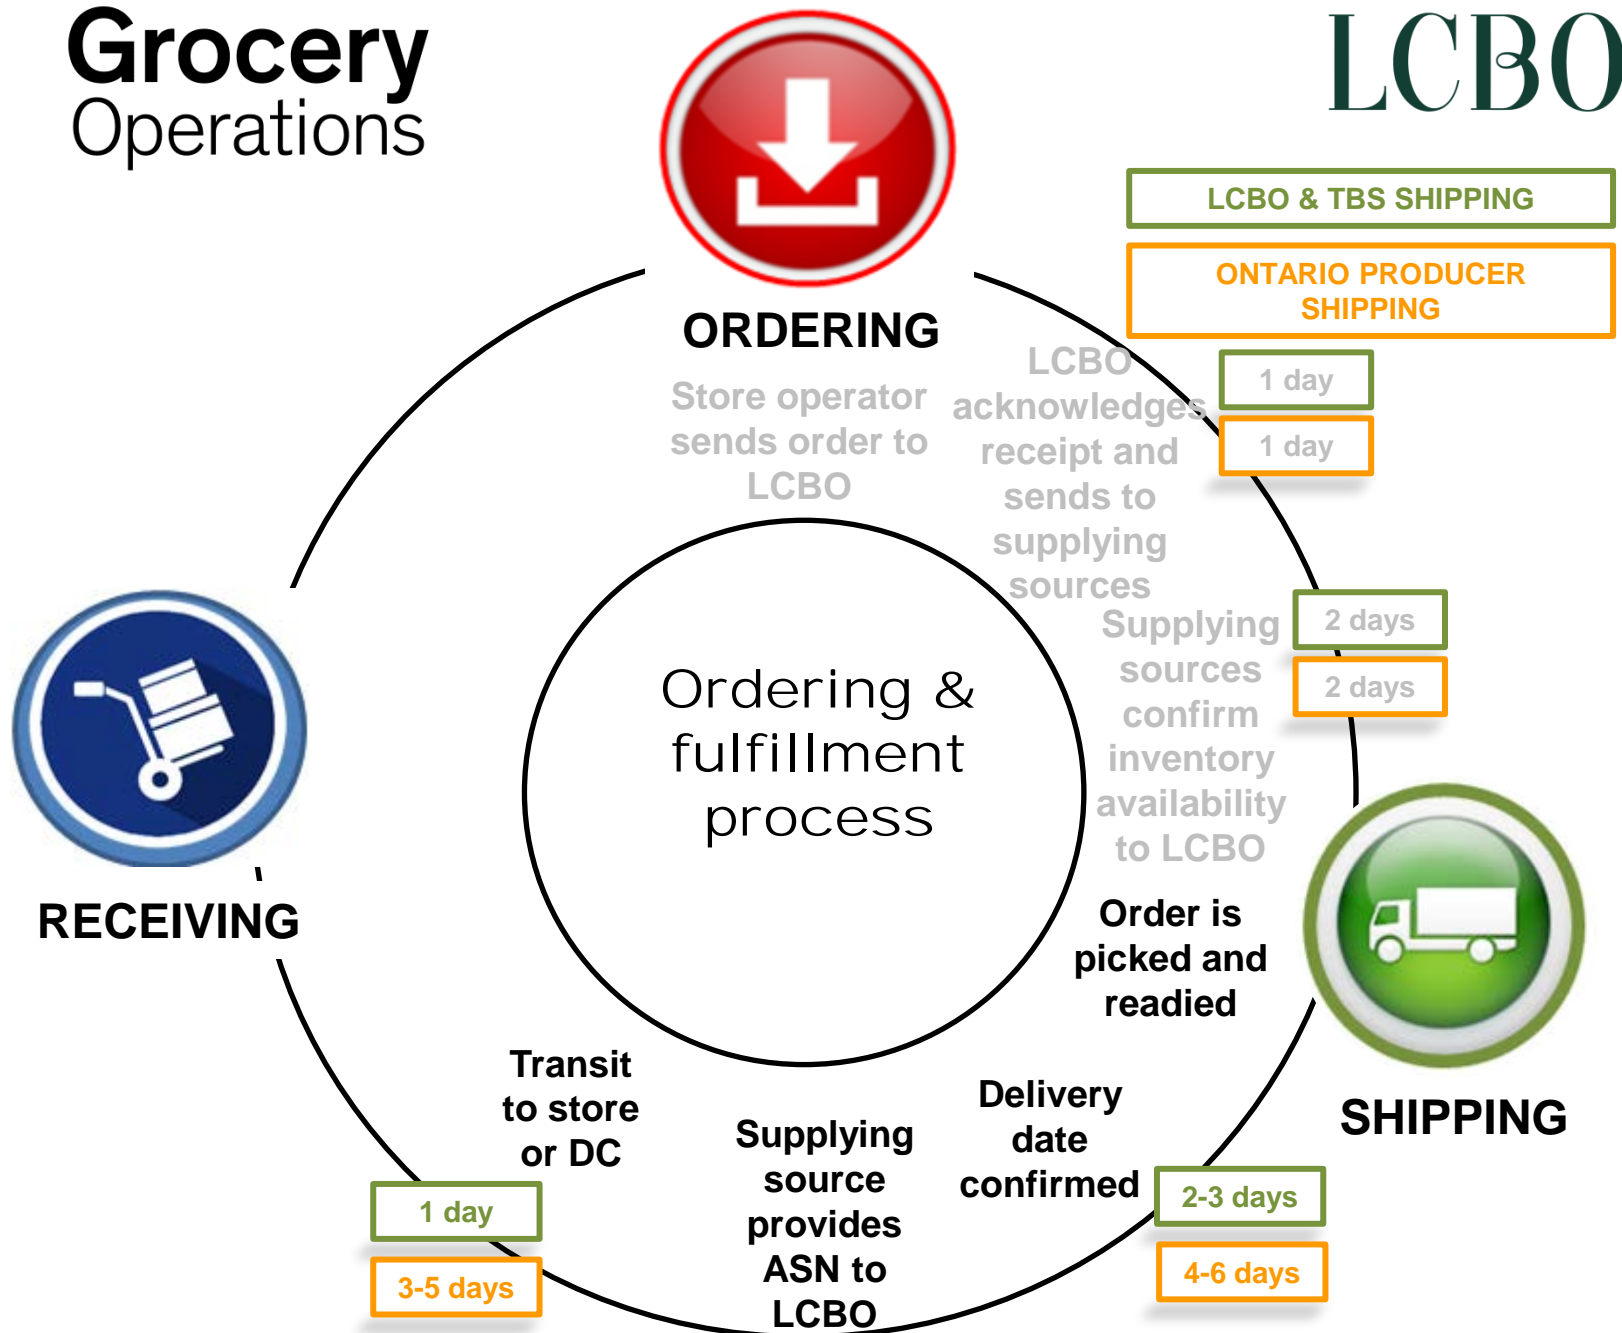 Grocery
Operations
LCBO
LCBO & TBS SHIPPING
ONTARIO PRODUCER
SHIPPING
ORDERING
Store operator
sends order to
LCBO
LCBO
acknowledges
receipt and
sends to
supplying
sources
1 day
1 day
Supplying
sources
confirm
inventory
availability
to LCBO
2 days
2 days
Ordering &
fulfillment
process
RECEIVING
Order is
picked and
readied
SHIPPING
Delivery
date
confirmed
2-3 days
4-6 days
Supplying
source
provides
ASN to
LCBO
Transit
to store
or DC
1 day
3-5 days